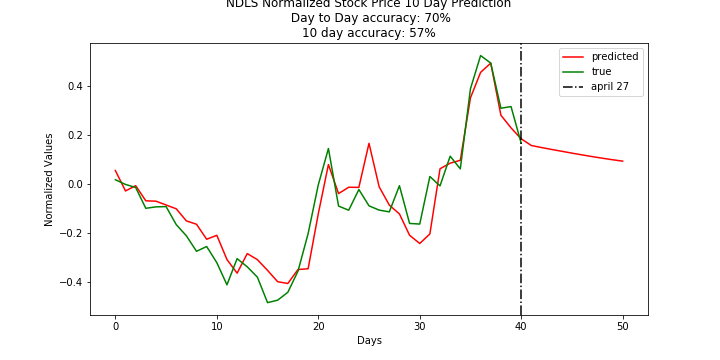 NDLS Normalized Stock Price 10 Day Prediction
Day to Day accuracy: 70%
10 day accuracy: 57%
predicted
true
april 27
Normalized Values
0.4
0.2
0.0
−0.2
−0.4
0
10
20
30
40
50
Days